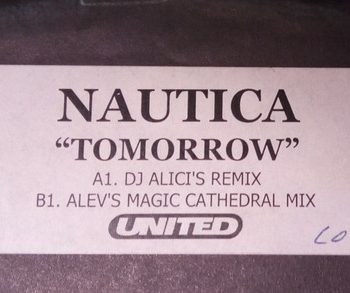 NAUTICA
"TOMORROW"
A1. DJ ALICI'S REMIX
B1. ALEV'S MAGIC CATHEDRAL MIX
UNITED